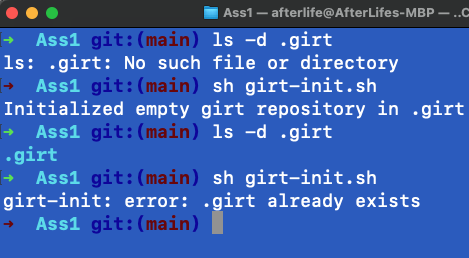 Ass1 — afterlife@AfterLifes-MBP — ..C
➜ Ass1 git:(main) ls -d .girt
ls: .girt: No such file or directory
➜ Ass1 git:(main) sh girt-init.sh
Initialized empty girt repository in .girt
➜ Ass1 git:(main) ls -d .girt
.girt
➜ Ass1 git:(main) sh girt-init.sh
girt-init: error: .girt already exists
➜ Ass1 git:(main)